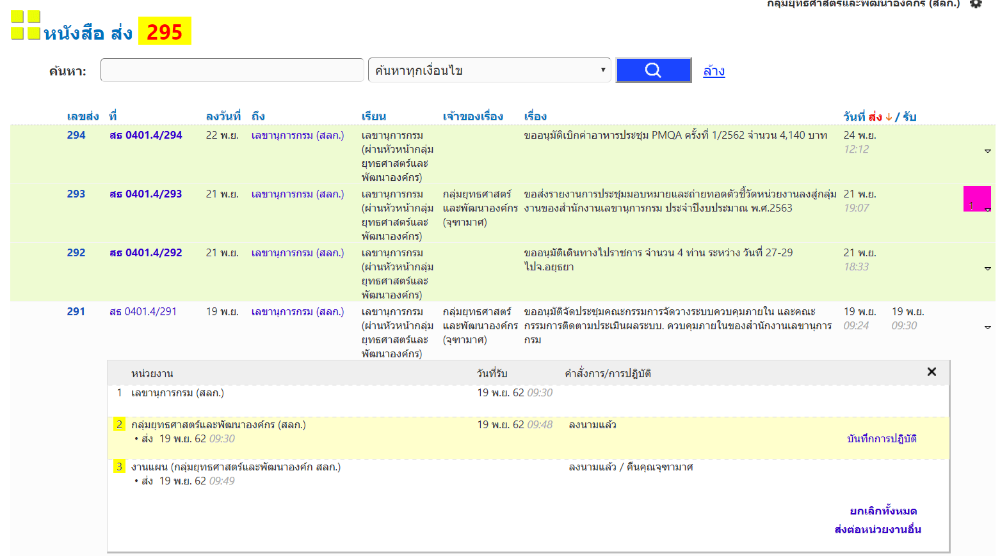 กลุ่มยุทธศาสตร์และพัฒนาองค์กร (สลก.)
หนังสือ ส่ง 295
ค้นหา: ค้นหาทุกเงื่อนไข ล้าง
เลขส่ง ที่ ลงวันที่ ถึง เรียน เจ้าของเรื่อง เรื่อง วันที่ ส่ง ↓ / รับ
294 สธ 0401.4/294 22 พ.ย. เลขานุการกรม (สลก.) เลขานุการกรม ขออนุมัติเบิกค่าอาหารประชุม PMQA ครั้งที่ 1/2562 จำนวน 4,140 บาท 24 พ.ย.
(ผ่านหัวหน้ากลุ่ม 12:12
ยุทธศาสตร์และ
พัฒนาองค์กร)
293 สธ 0401.4/293 21 พ.ย. เลขานุการกรม (สลก.) เลขานุการกรม กลุ่มยุทธศาสตร์ ขอส่งรายงานการประชุมมอบหมายและถ่ายทอดตัวชี้วัดหน่วยงานลงสู่กลุ่ม 21 พ.ย.
(ผ่านหัวหน้ากลุ่ม และพัฒนาองค์กร งานของสำนักงานเลขานุการกรม ประจำปีงบประมาณ พ.ศ.2563 19:07 1
ยุทธศาสตร์และ (จุฑามาศ)
พัฒนาองค์กร)
292 สธ 0401.4/292 21 พ.ย. เลขานุการกรม (สลก.) เลขานุการกรม ขออนุมัติเดินทางไปราชการ จำนวน 4 ท่าน ระหว่าง วันที่ 27-29 21 พ.ย.
(ผ่านหัวหน้ากลุ่ม ไปจ.อยุธยา 18:33
ยุทธศาสตร์และ
พัฒนาองค์กร)
291 สธ 0401.4/291 19 พ.ย. เลขานุการกรม (สลก.) เลขานุการกรม กลุ่มยุทธศาสตร์ ขออนุมัติจัดประชุมคณะกรรมการจัดวางระบบควบคุมภายใน และคณะ 19 พ.ย. 19 พ.ย.
(ผ่านหัวหน้ากลุ่ม และพัฒนาองค์กร กรรมการติดตามประเมินผลระบบ. ควบคุมภายในของสำนักงานเลขานุการ 09:24 09:30
ยุทธศาสตร์และ (จุฑามาศ) กรม
พัฒนาองค์กร)
หน่วยงาน วันที่รับ คำสั่งการ/การปฏิบัติ
1 เลขานุการกรม (สลก.) 19 พ.ย. 62 09:30
2 กลุ่มยุทธศาสตร์และพัฒนาองค์กร (สลก.) 19 พ.ย. 62 09:48 ลงนามแล้ว
• ส่ง 19 พ.ย. 62 09:30 บันทึกการปฏิบัติ
3 งานแผน (กลุ่มยุทธศาสตร์และพัฒนาองค์ก สลก.) ลงนามแล้ว / คืนคุณจุฑามาศ
• ส่ง 19 พ.ย. 62 09:49
ยกเลิกทั้งหมด
ส่งต่อหน่วยงานอื่น